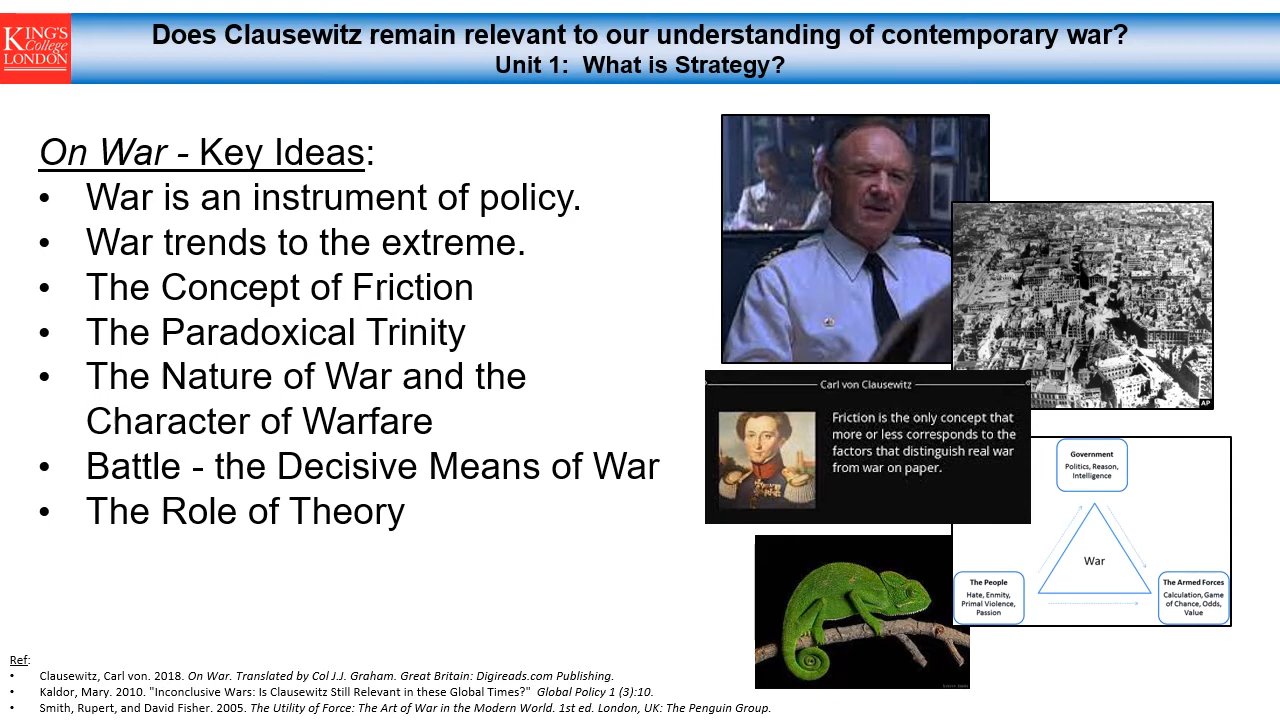 KING'S
College
LONDON
Does Clausewitz remain relevant to our understanding of contemporary war?
Unit 1: What is Strategy?
On War - Key Ideas:
• War is an instrument of policy.
• War trends to the extreme.
• The Concept of Friction
• The Paradoxical Trinity
• The Nature of War and the
Character of Warfare
• Battle - the Decisive Means of War
• The Role of Theory
AP
Carl von Clausewitz
Friction is the only concept that
more or less corresponds to the
factors that distinguish real war
from war on paper.
Government
Politics, Reason,
Intelligence
War
The People
Hate, Enmity,
Primal Violence,
Passion
The Armed Forces
Calculation, Game
of Chance, Odds,
Value
Ref:
• Clausewitz, Carl von. 2018. On War. Translated by Col J.J. Graham. Great Britain: Digireads.com Publishing.
• Kaldor, Mary. 2010. "Inconclusive Wars: Is Clausewitz Still Relevant in these Global Times?" Global Policy 1 (3):10.
• Smith, Rupert, and David Fisher. 2005. The Utility of Force: The Art of War in the Modern World. 1st ed. London, UK: The Penguin Group.